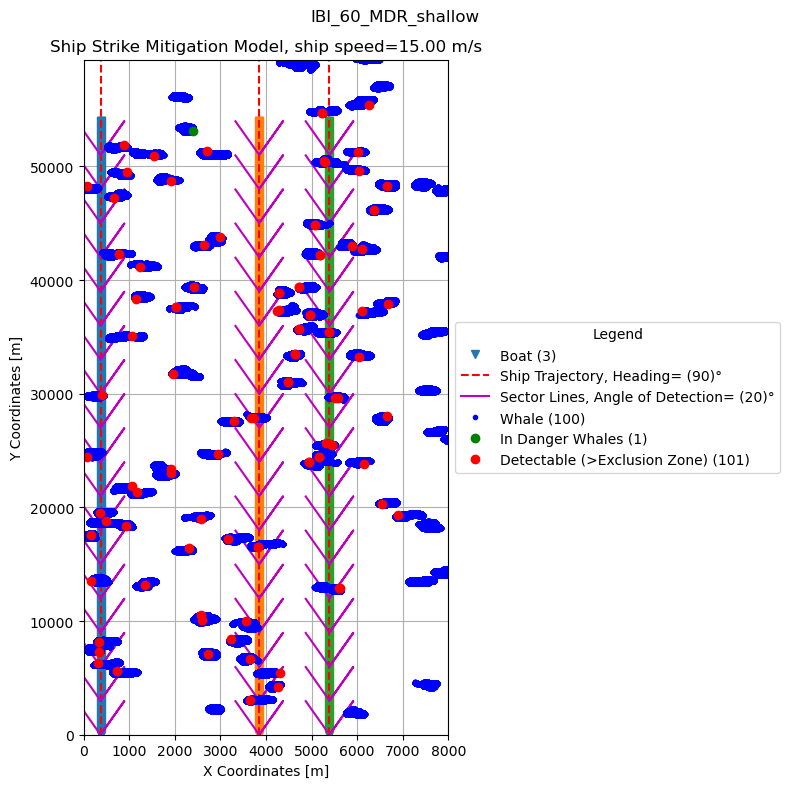 IBI_60_MDR_shallow
Ship Strike Mitigation Model, ship speed=15.00 m/s
50000
40000
30000
20000
10000
0
Y Coordinates [m]
0 1000 2000 3000 4000 5000 6000 7000 8000
X Coordinates [m]
Legend
Boat (3)
Ship Trajectory, Heading= (90)°
Sector Lines, Angle of Detection= (20)°
Whale (100)
In Danger Whales (1)
Detectable (>Exclusion Zone) (101)